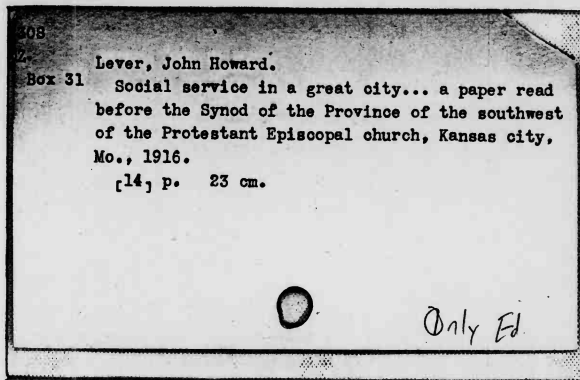 308
Z.
Box 31 Lever, John Howard.
Social service in a great city... a paper read
before the Synod of the Province of the southwest
of the Protestant Episcopal church, Kansas city,
Mo., 1916.
[14] p. 23 cm.
Only Ed